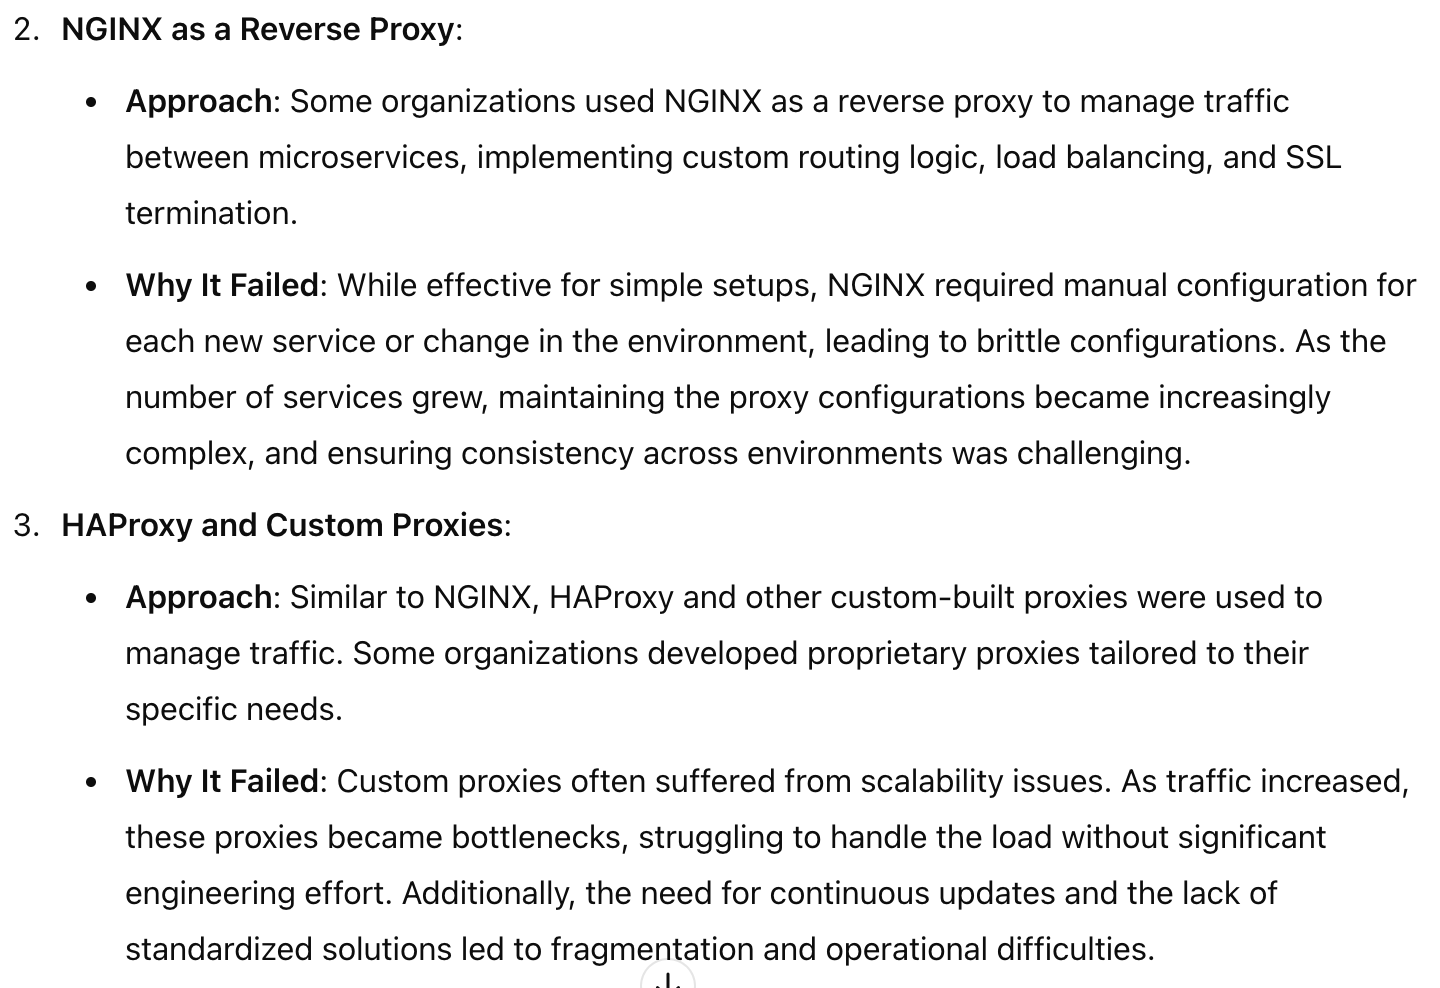 2. NGINX as a Reverse Proxy:
• Approach: Some organizations used NGINX as a reverse proxy to manage traffic
between microservices, implementing custom routing logic, load balancing, and SSL
termination.
• Why It Failed: While effective for simple setups, NGINX required manual configuration for
each new service or change in the environment, leading to brittle configurations. As the
number of services grew, maintaining the proxy configurations became increasingly
complex, and ensuring consistency across environments was challenging.
3. HAProxy and Custom Proxies:
• Approach: Similar to NGINX, HAProxy and other custom-built proxies were used to
manage traffic. Some organizations developed proprietary proxies tailored to their
specific needs.
• Why It Failed: Custom proxies often suffered from scalability issues. As traffic increased,
these proxies became bottlenecks, struggling to handle the load without significant
engineering effort. Additionally, the need for continuous updates and the lack of
standardized solutions led to fragmentation and operational difficulties.